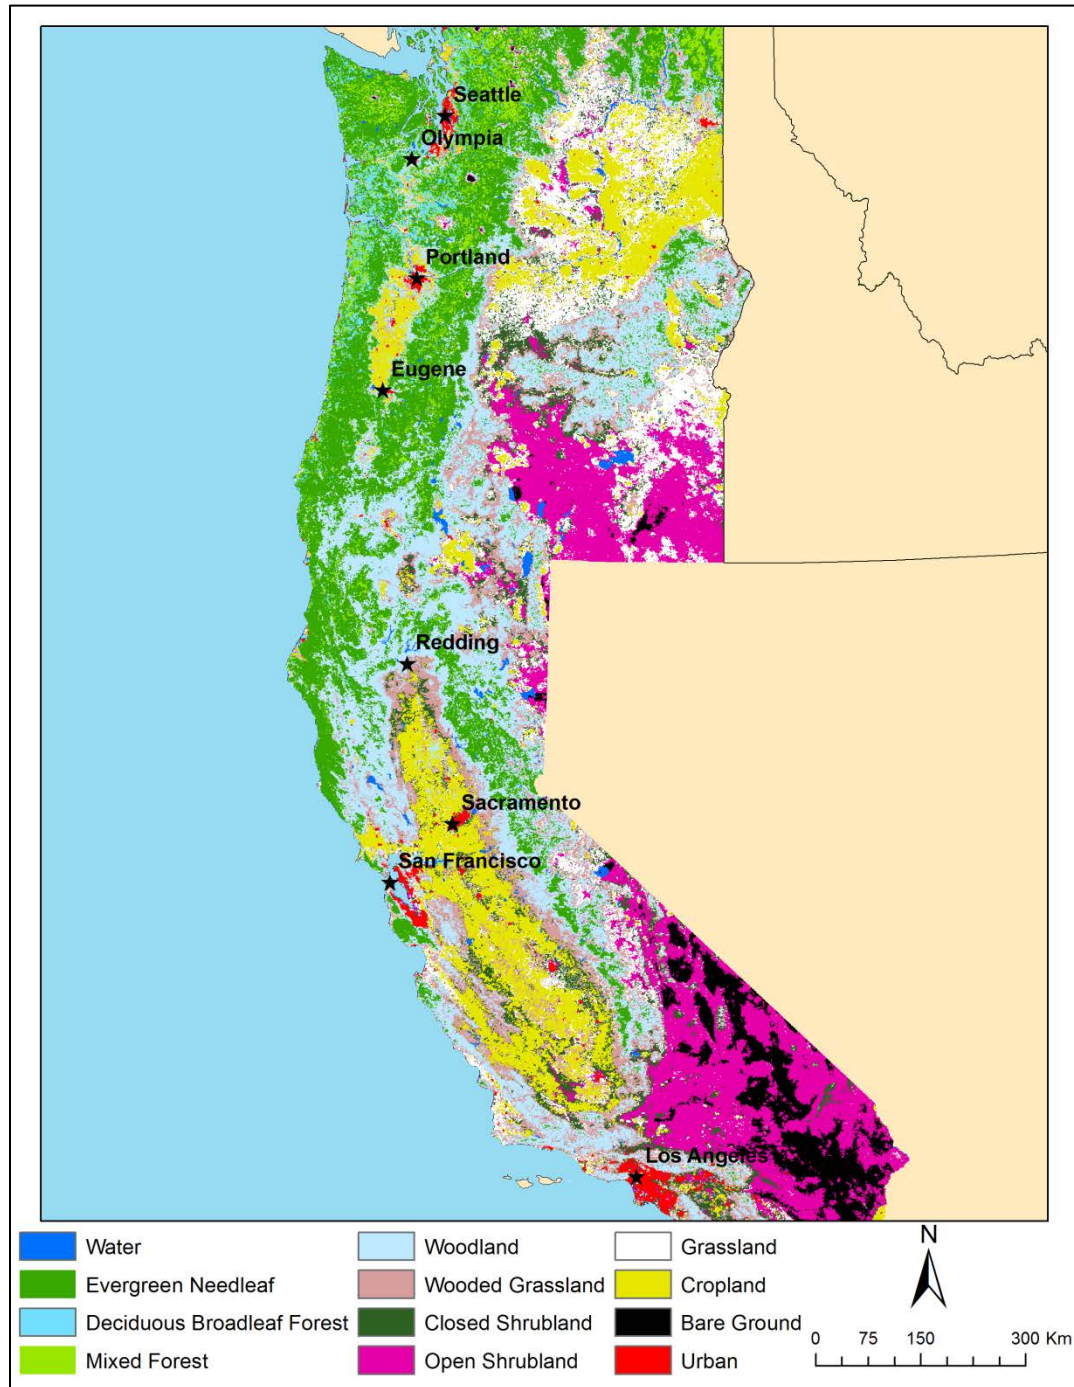 Seattle
Olympia
Portland
Eugene
Redding
Sacramento
San Francisco
Los Angeles
Water
Woodland
Grassland
Evergreen Needleaf
Wooded Grassland
Cropland
Deciduous Broadleaf Forest
Closed Shrubland
Bare Ground
Mixed Forest
Open Shrubland
Urban
N
0 75 150 300 Km